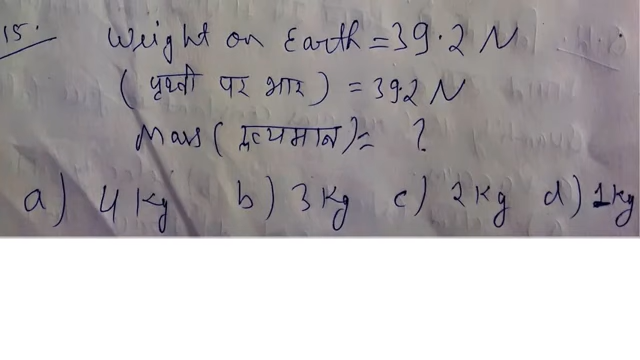 15. Weight on Earth = 39.2 N
(पृथ्वी पर भार) = 39.2 N
Mass (द्रव्यमान) = ?
a) 4 Kg b) 3 Kg c) 2 Kg d) 1 Kg